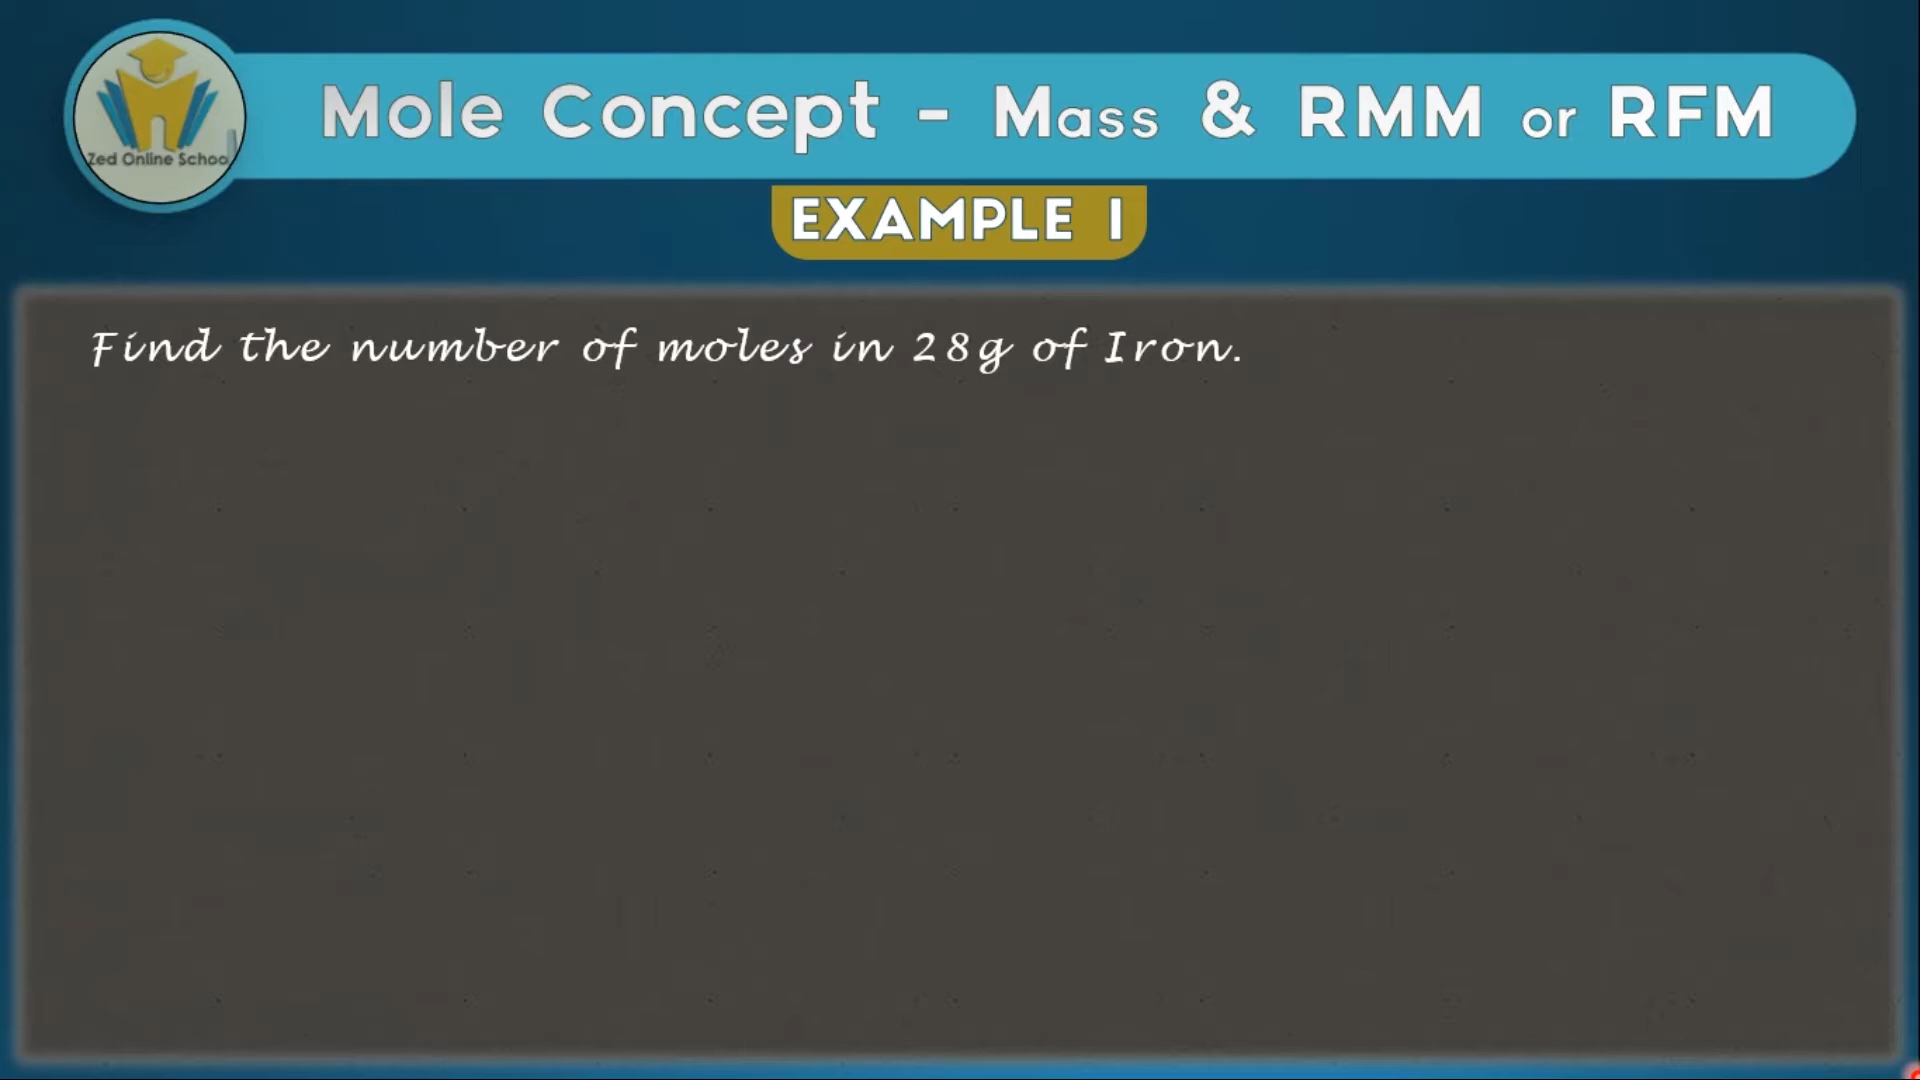 Mole Concept - Mass & RMM or RFM
Zed Online School
EXAMPLE 1
Find the number of moles in 28g of Iron.